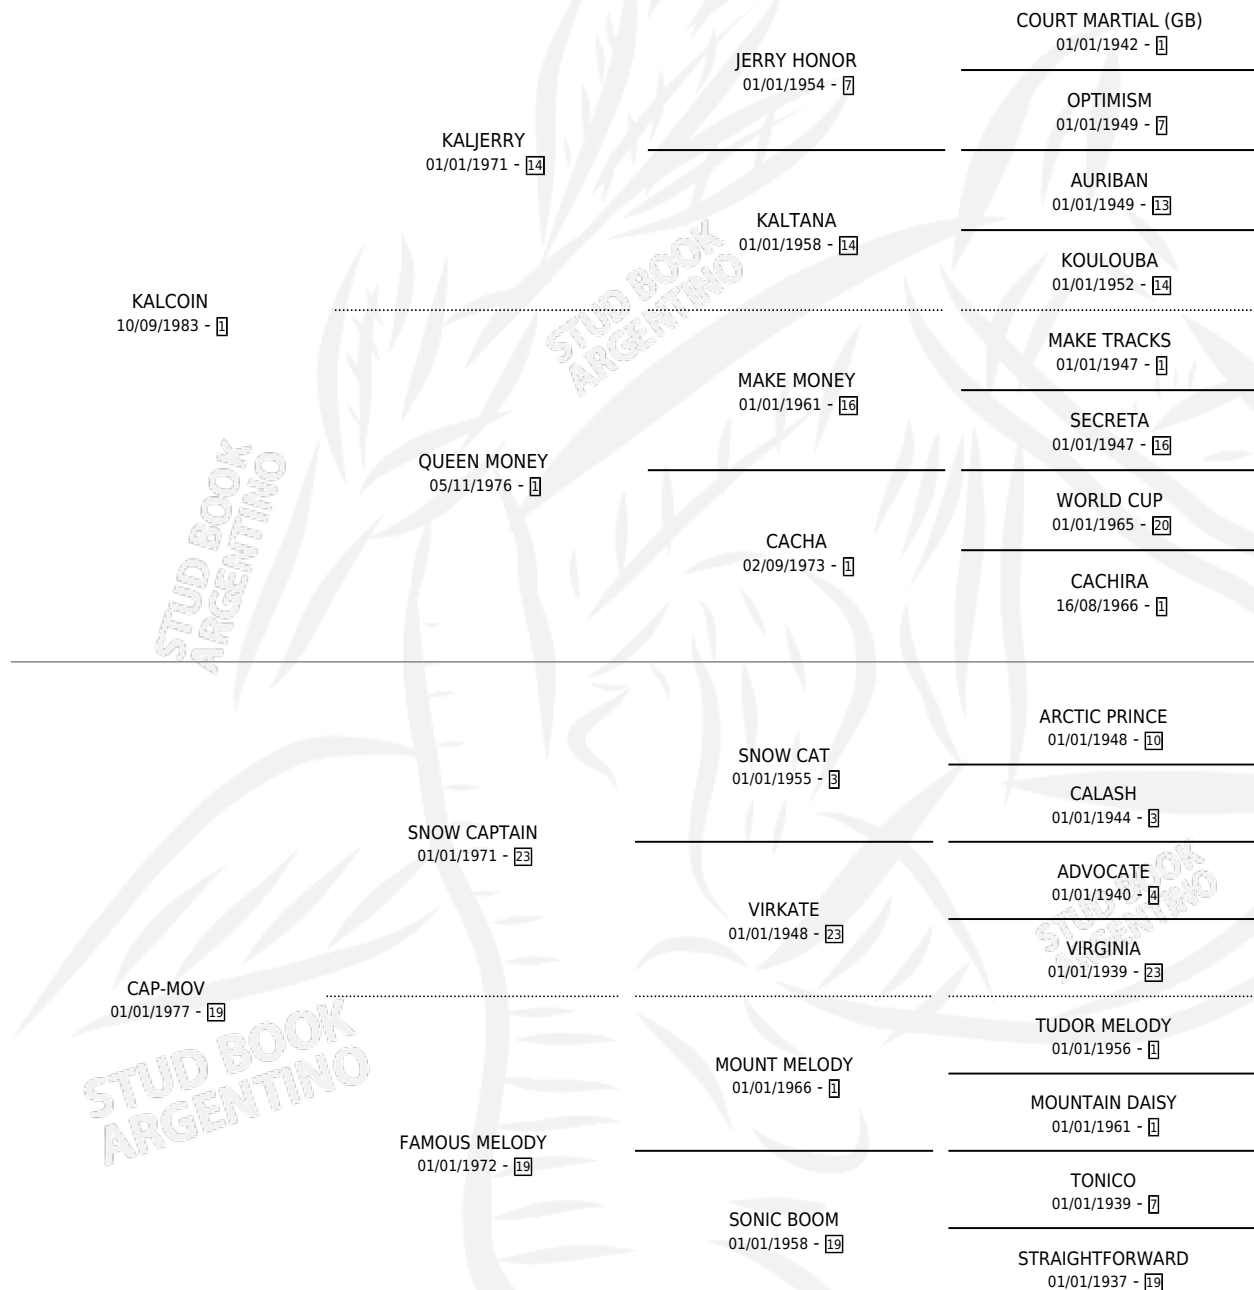 COURT MARTIAL (GB)
01/01/1942 - 1
JERRY HONOR
01/01/1954 - 7
OPTIMISM
01/01/1949 - 7
KALJERRY
01/01/1971 - 14
AURIBAN
01/01/1949 - 13
KALTANA
01/01/1958 - 14
KOULOUBA
01/01/1952 - 14
KALCOIN
10/09/1983 - 1
MAKE TRACKS
01/01/1947 - 1
MAKE MONEY
01/01/1961 - 16
SECRETA
01/01/1947 - 16
QUEEN MONEY
05/11/1976 - 1
WORLD CUP
01/01/1965 - 20
CACHA
02/09/1973 - 1
CACHIRA
16/08/1966 - 1
STUD BOOK
ARGENTINO
STUD BOOK
ARGENTINO
ARCTIC PRINCE
01/01/1948 - 10
SNOW CAT
01/01/1955 - 3
CALASH
01/01/1944 - 3
SNOW CAPTAIN
01/01/1971 - 23
ADVOCATE
01/01/1940 - 4
VIRKATE
01/01/1948 - 23
VIRGINIA
01/01/1939 - 23
CAP-MOV
01/01/1977 - 19
TUDOR MELODY
01/01/1956 - 1
MOUNT MELODY
01/01/1966 - 1
MOUNTAIN DAISY
01/01/1961 - 1
FAMOUS MELODY
01/01/1972 - 19
TONICO
01/01/1939 - 7
SONIC BOOM
01/01/1958 - 19
STRAIGHTFORWARD
01/01/1937 - 19
STUD BOOK
ARGENTINO
STUD BOOK
ARGENTINO